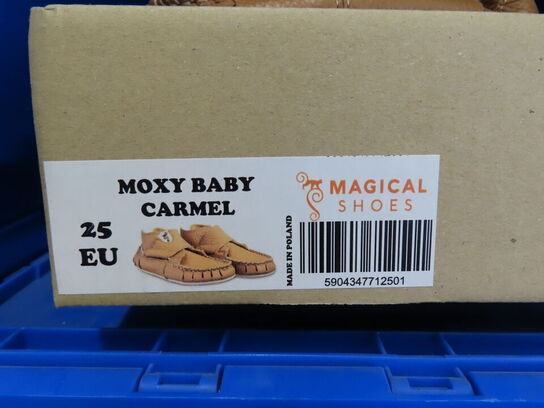 MOXY BABY
CARMEL
25
EU
MAGICAL
SHOES
MADE IN POLAND
5904347712501